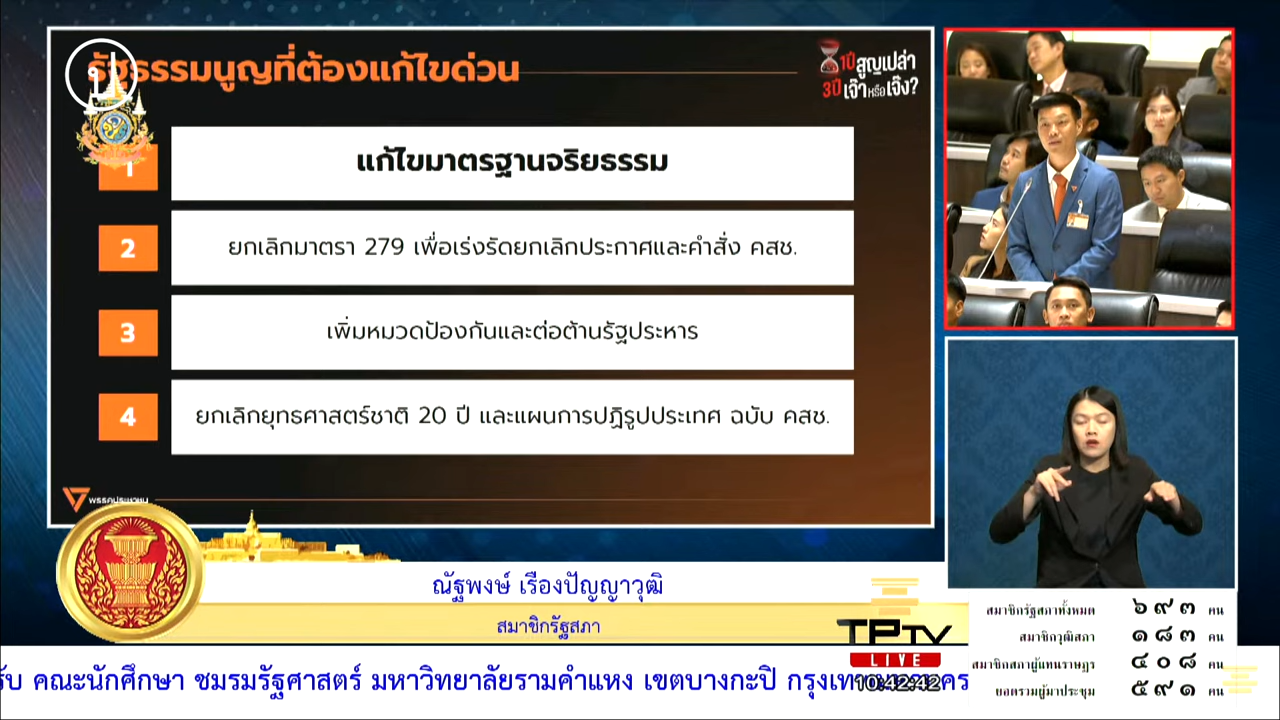 รัฐธรรมนูญที่ต้องแก้ไขด่วน
ป
1ปีสูญเปล่า
3ปีเจ๊าหรือเจ๊ง?
1
แก้ไขมาตรฐานจริยธรรม
2
ยกเลิกมาตรา 279 เพื่อเร่งรัดยกเลิกประกาศและคำสั่ง คสช.
3
เพิ่มหมวดป้องกันและต่อต้านรัฐประหาร
4
ยกเลิกยุทธศาสตร์ชาติ 20 ปี และแผนการปฏิรูปประเทศ ฉบับ คสช.
พรรคประชาชน
ณัฐพงษ์ เรืองปัญญาวุฒิ
สมาชิกรัฐสภา
TPTV
LIVE
10:42:42
สมาชิกรัฐสภาทั้งหมด ๖๙๓ คน
สมาชิกวุฒิสภา ๑๘๓ คน
สมาชิกสภาผู้แทนราษฎร ๔๐๘ คน
ยอดรวมผู้มาประชุม ๕๙๑ คน
คณะนักศึกษา ชมรมรัฐศาสตร์ มหาวิทยาลัยรามคำแหง เขตบางกะปิ